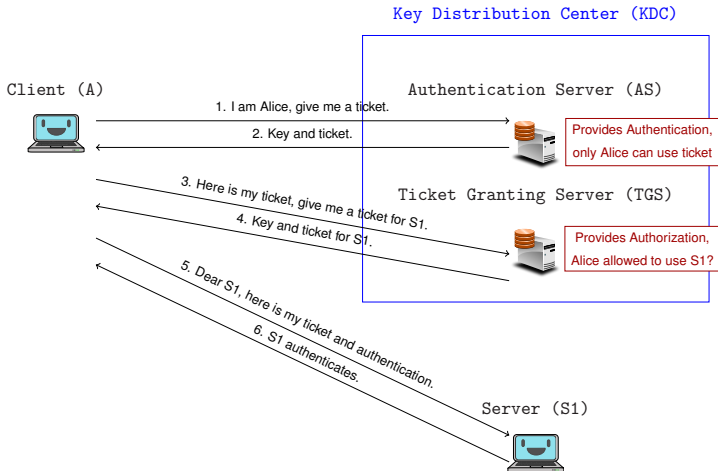 Key Distribution Center (KDC)
Client (A)
Authentication Server (AS)
1. I am Alice, give me a ticket.
2. Key and ticket.
Provides Authentication,
only Alice can use ticket
Ticket Granting Server (TGS)
3. Here is my ticket, give me a ticket for S1.
4. Key and ticket for S1.
Provides Authorization,
Alice allowed to use S1?
5. Dear S1, here is my ticket and authentication.
6. S1 authenticates.
Server (S1)